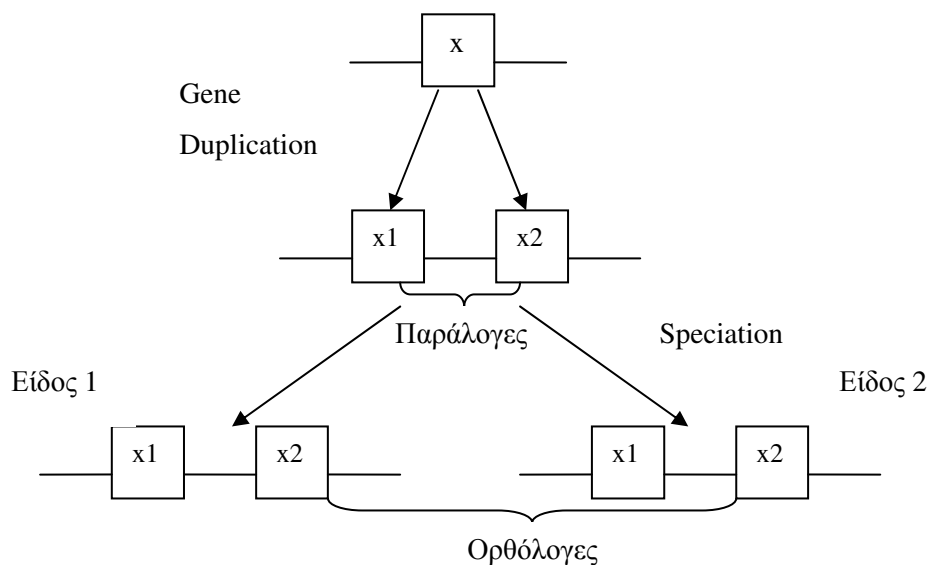 x
Gene
Duplication
x1
x2
Παράλογες
Speciation
Είδος 1
Είδος 2
x1
x2
x1
x2
Ορθόλογες